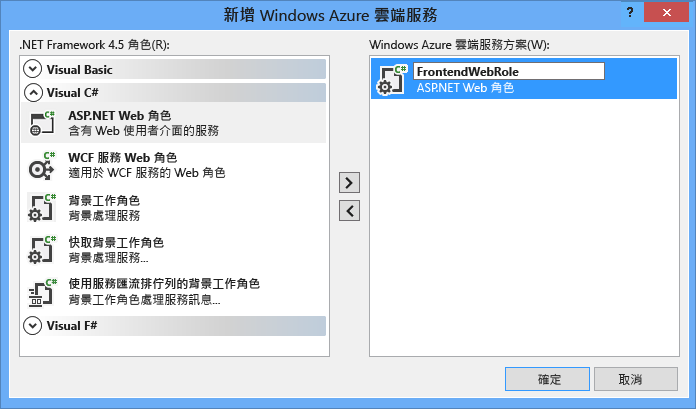 新增 Windows Azure 雲端服務
?
.NET Framework 4.5 角色(R):
Visual Basic
Visual C#
C#
ASP.NET Web 角色
含有 Web 使用者介面的服務
C#
WCF 服務 Web 角色
適用於 WCF 服務的 Web 角色
C#
背景工作角色
背景處理服務
C#
快取背景工作角色
背景處理服務...
C#
使用服務匯流排佇列的背景工作角色
背景工作角色處理服務訊息...
Visual F#
Windows Azure 雲端服務方案(W):
C#
FrontendWebRole
ASP.NET Web 角色
確定
取消